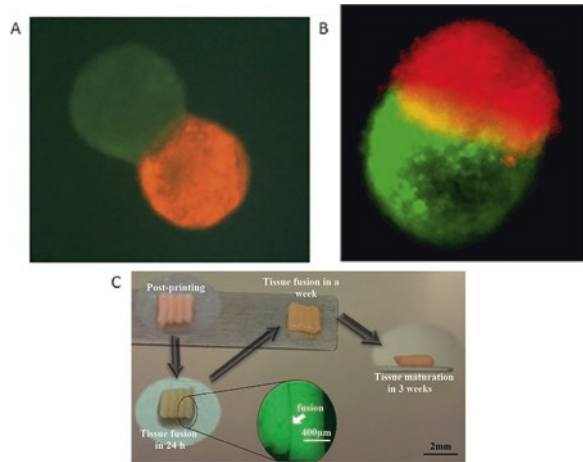 A
B
C
Post-printing
Tissue fusion in a
week
Tissue fusion
in 24 h
fusion
400μm
Tissue maturation
in 3 weeks
2mm